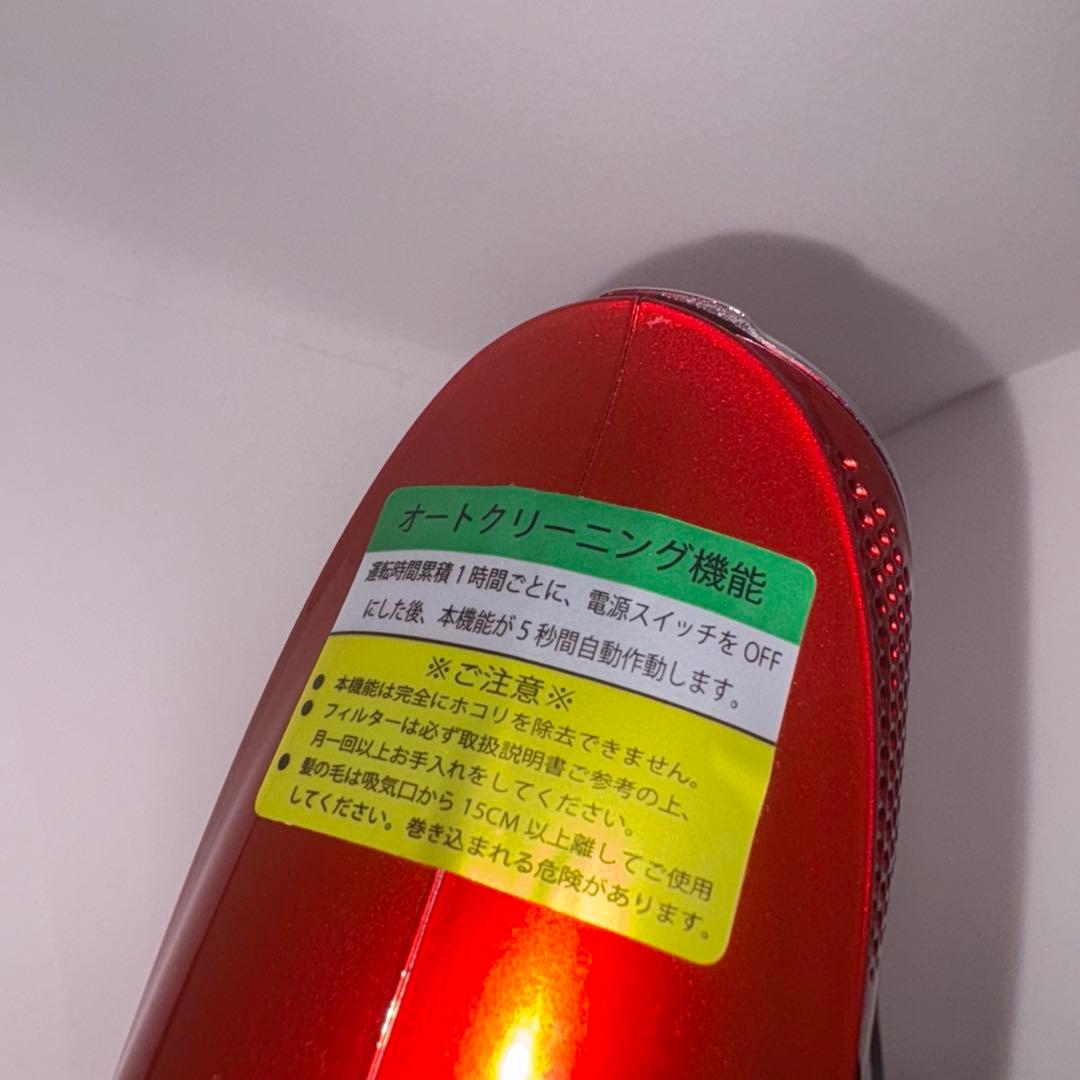 オートクリーニング機能
運転時間累積1時間ごとに、電源スイッチをOFF
にした後、本機能が5秒間自動作動します。
※ご注意※
● 本機能は完全にホコリを除去できません。
● フィルターは必ず取扱説明書ご参考の上、
月一回以上お手入れをしてください。
● 髪の毛は吸気口から15CM以上離してご使用
してください。巻き込まれる危険があります。